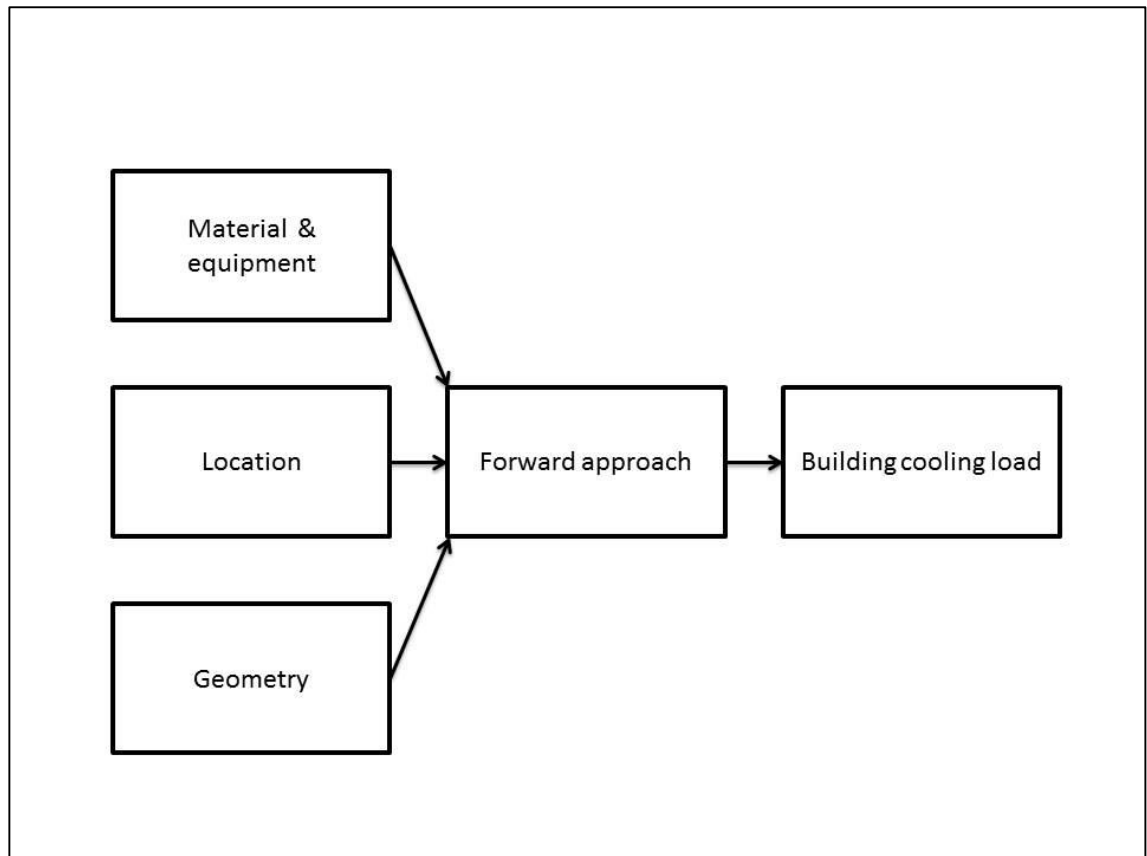 Material &
equipment
Location
Forward approach
Building cooling load
Geometry